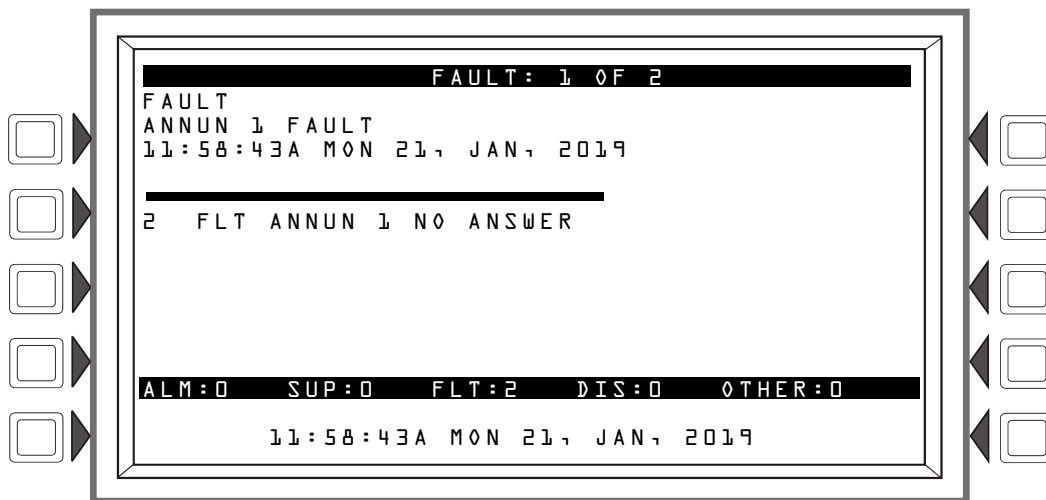 FAULT: 1 OF 2
FAULT
ANNUN 1 FAULT
11:58:43A MON 21, JAN, 2019
2 FLT ANNUN 1 NO ANSWER
ALM:0 SUP:0 FLT:2 DIS:0 OTHER:0
11:58:43A MON 21, JAN, 2019